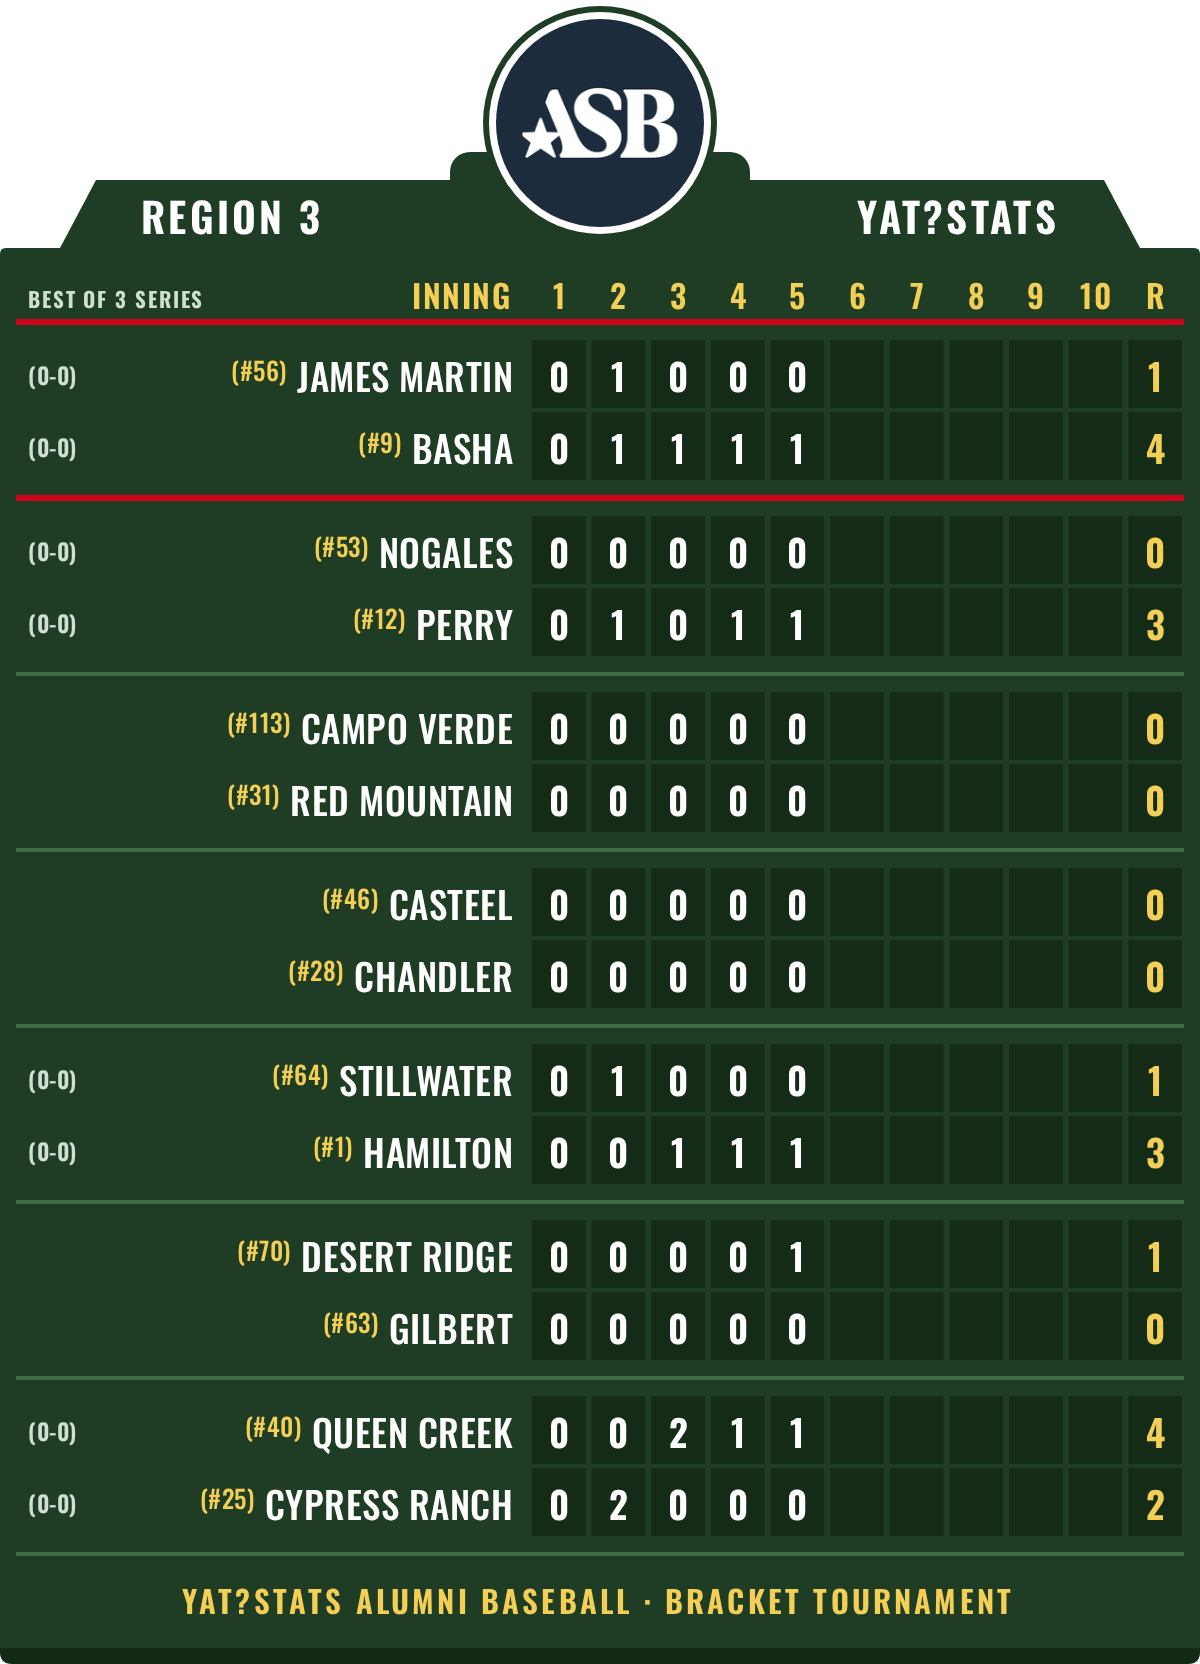 ASB
REGION 3 YAT?STATS
BEST OF 3 SERIES INNING 1 2 3 4 5 6 7 8 9 10 R
(0-0) (#56) JAMES MARTIN 0 1 0 0 0 1
(0-0) (#9) BASHA 0 1 1 1 1 4
(0-0) (#53) NOGALES 0 0 0 0 0 0
(0-0) (#12) PERRY 0 1 0 1 1 3
(#113) CAMPO VERDE 0 0 0 0 0 0
(#31) RED MOUNTAIN 0 0 0 0 0 0
(#46) CASTEEL 0 0 0 0 0 0
(#28) CHANDLER 0 0 0 0 0 0
(0-0) (#64) STILLWATER 0 1 0 0 0 1
(0-0) (#1) HAMILTON 0 0 1 1 1 3
(#70) DESERT RIDGE 0 0 0 0 1 1
(#63) GILBERT 0 0 0 0 0 0
(0-0) (#40) QUEEN CREEK 0 0 2 1 1 4
(0-0) (#25) CYPRESS RANCH 0 2 0 0 0 2
YAT?STATS ALUMNI BASEBALL · BRACKET TOURNAMENT